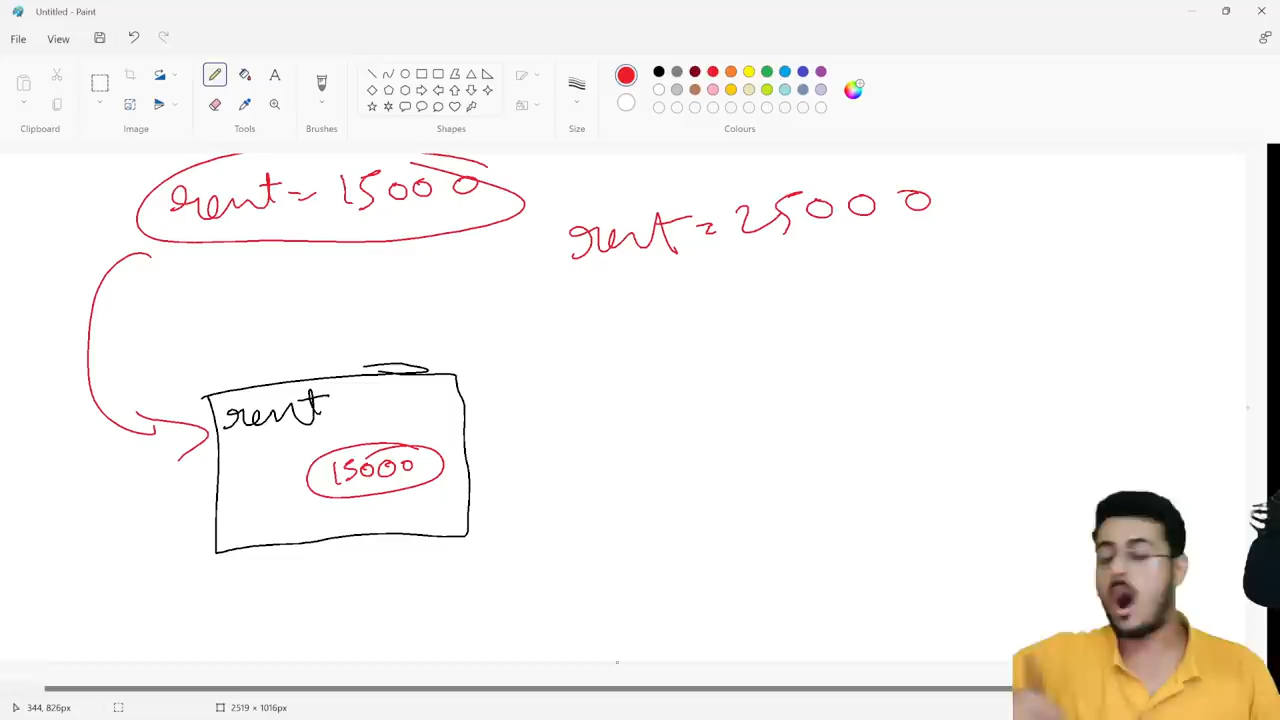 Untitled - Paint
File View
Clipboard Image Tools Brushes Shapes Size Colours
rent = 15000
rent = 25000
rent
15000
344, 826px 2519 × 1016px